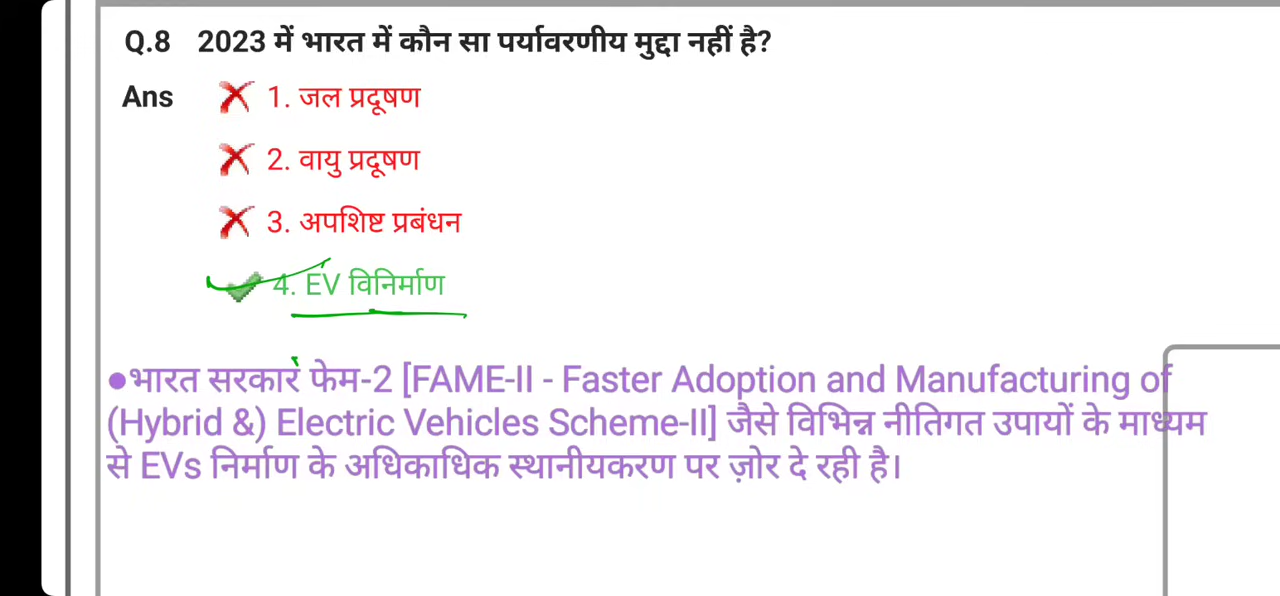 Q.8 2023 में भारत में कौन सा पर्यावरणीय मुद्दा नहीं है?
Ans 1. जल प्रदूषण
2. वायु प्रदूषण
3. अपशिष्ट प्रबंधन
4. EV विनिर्माण
●भारत सरकार फेम-2 [FAME-II - Faster Adoption and Manufacturing of
(Hybrid &) Electric Vehicles Scheme-II] जैसे विभिन्न नीतिगत उपायों के माध्यम
से EVs निर्माण के अधिकाधिक स्थानीयकरण पर ज़ोर दे रही है।